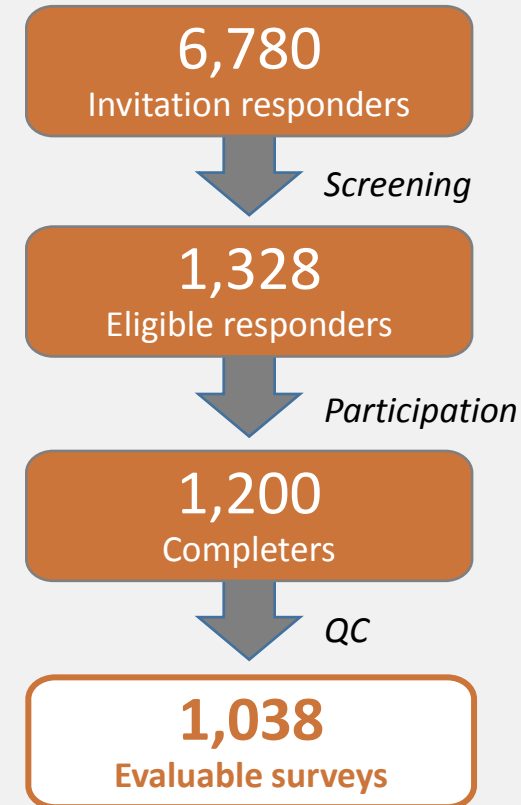 6,780
Invitation responders
Screening
1,328
Eligible responders
Participation
1,200
Completers
QC
1,038
Evaluable surveys